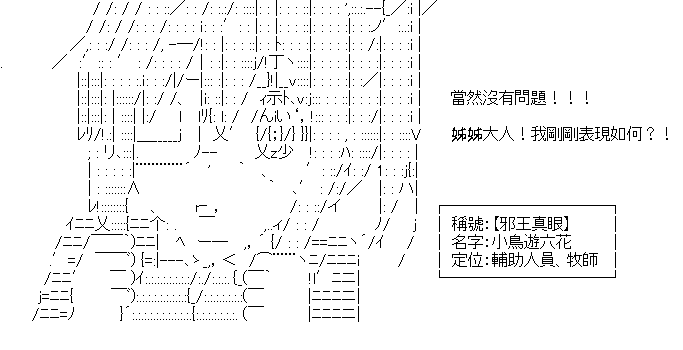 當然沒有問題！！！
姊姊大人！我剛剛表現如何？！
稱號：【邪王真眼】
名字：小鳥遊六花
定位：輔助人員、牧師